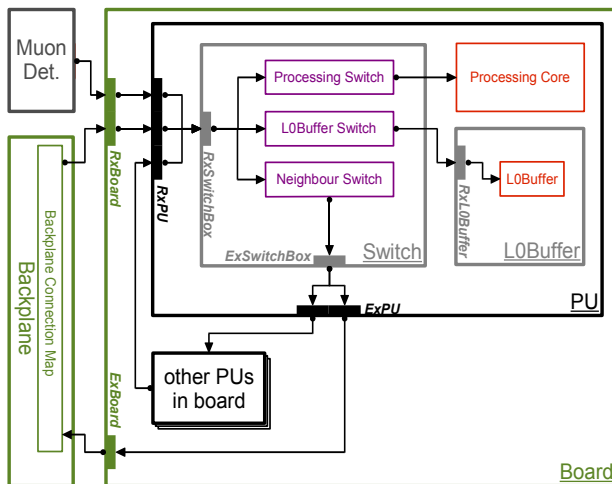 Muon
Det.
Processing Switch
Processing Core
L0Buffer Switch
Neighbour Switch
L0Buffer
RxBoard
RxPU
RxSwitchBox
RxL0Buffer
ExSwitchBox
Switch
L0Buffer
PU
ExPU
Backplane Connection Map
Backplane
other PUs
in board
ExBoard
Board